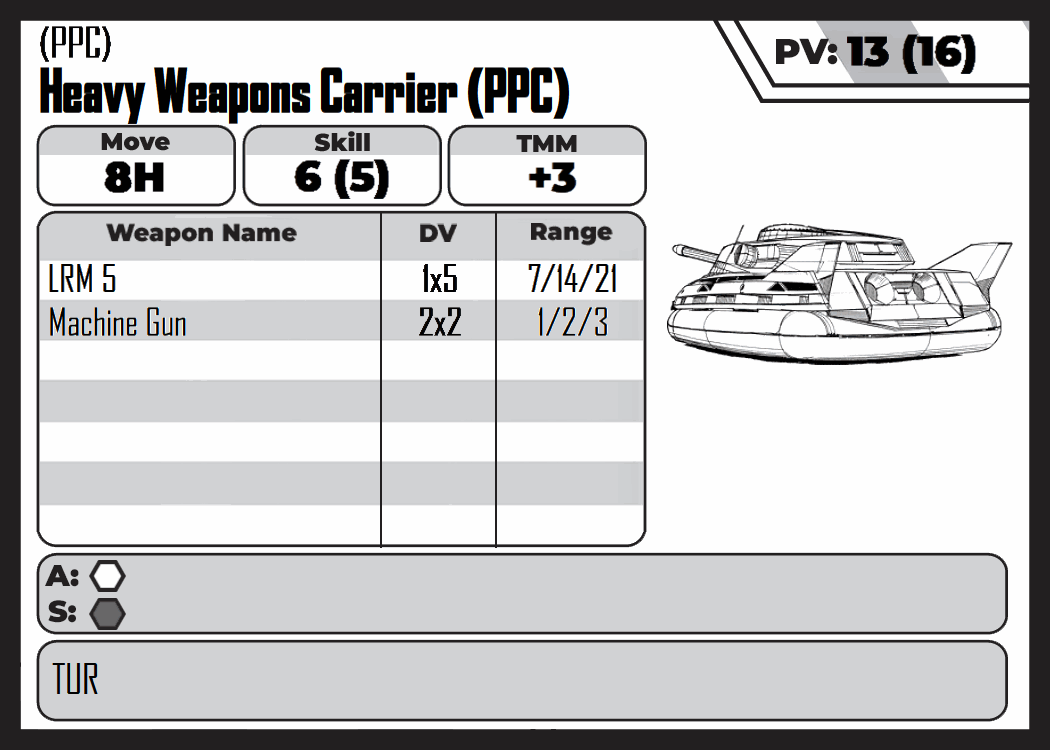 (PPC)
Heavy Weapons Carrier (PPC)
PV: 13 (16)
Move Skill TMM
8H 6 (5) +3
Weapon Name DV Range
LRM 5 1x5 7/14/21
Machine Gun 2x2 1/2/3
A:
S:
TUR